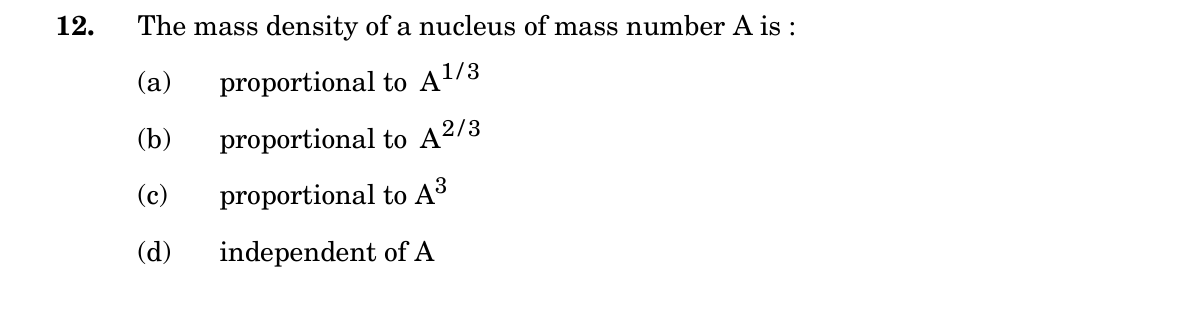 12. The mass density of a nucleus of mass number A is :
(a) proportional to A^{1/3}
(b) proportional to A^{2/3}
(c) proportional to A^3
(d) independent of A